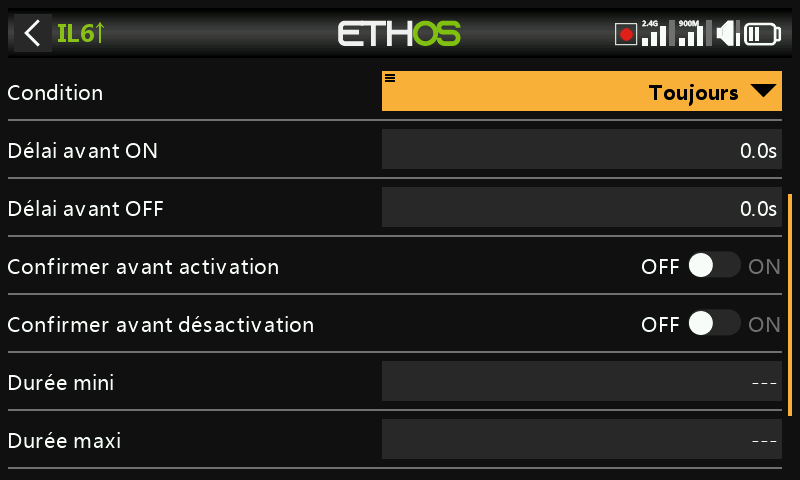 IL6↑ ETHOS 2.4G 900M
Condition Toujours
Délai avant ON 0.0s
Délai avant OFF 0.0s
Confirmer avant activation OFF ON
Confirmer avant désactivation OFF ON
Durée mini ---
Durée maxi ---